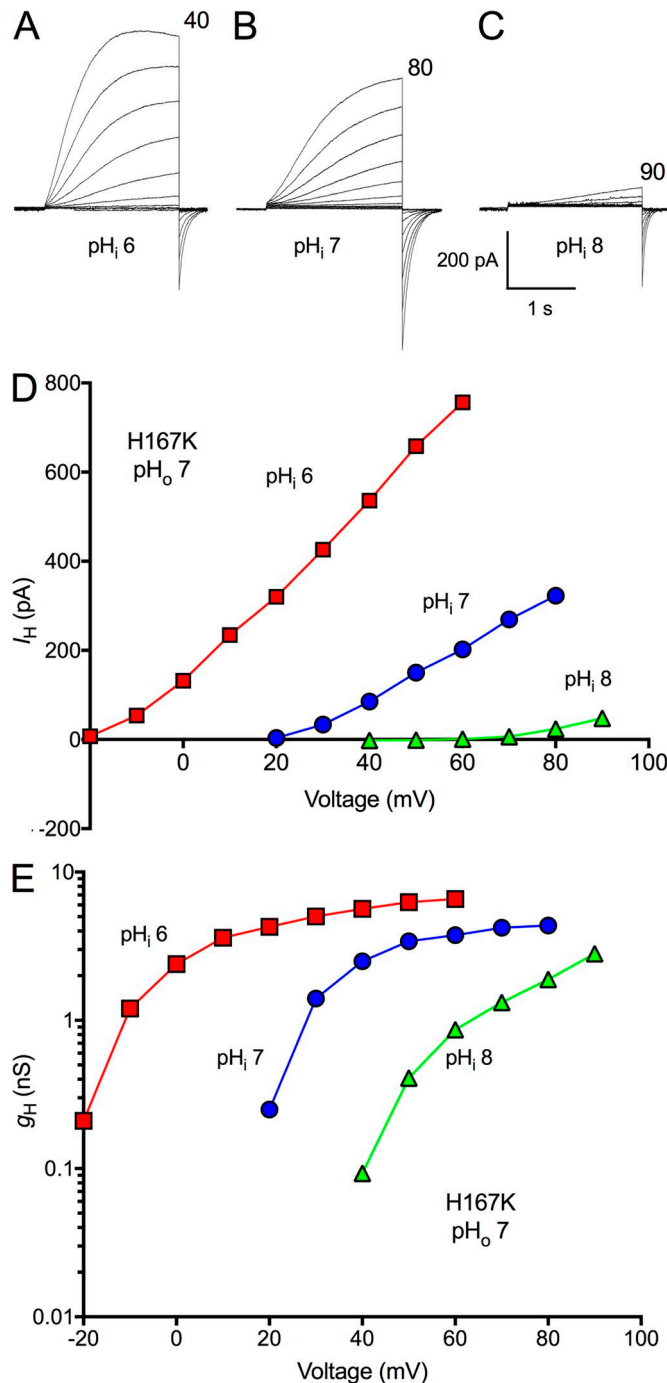 A
40
B
80
C
90
pHi 6
pHi 7
pHi 8
200 pA
1 s
D
800
600
400
200
0
-200
H167K
pHo 7
pHi 6
pHi 7
pHi 8
IH (pA)
0 20 40 60 80 100
Voltage (mV)
E
10
1
0.1
0.01
pHi 6
pHi 7
pHi 8
H167K
pHo 7
gH (nS)
-20 0 20 40 60 80 100
Voltage (mV)